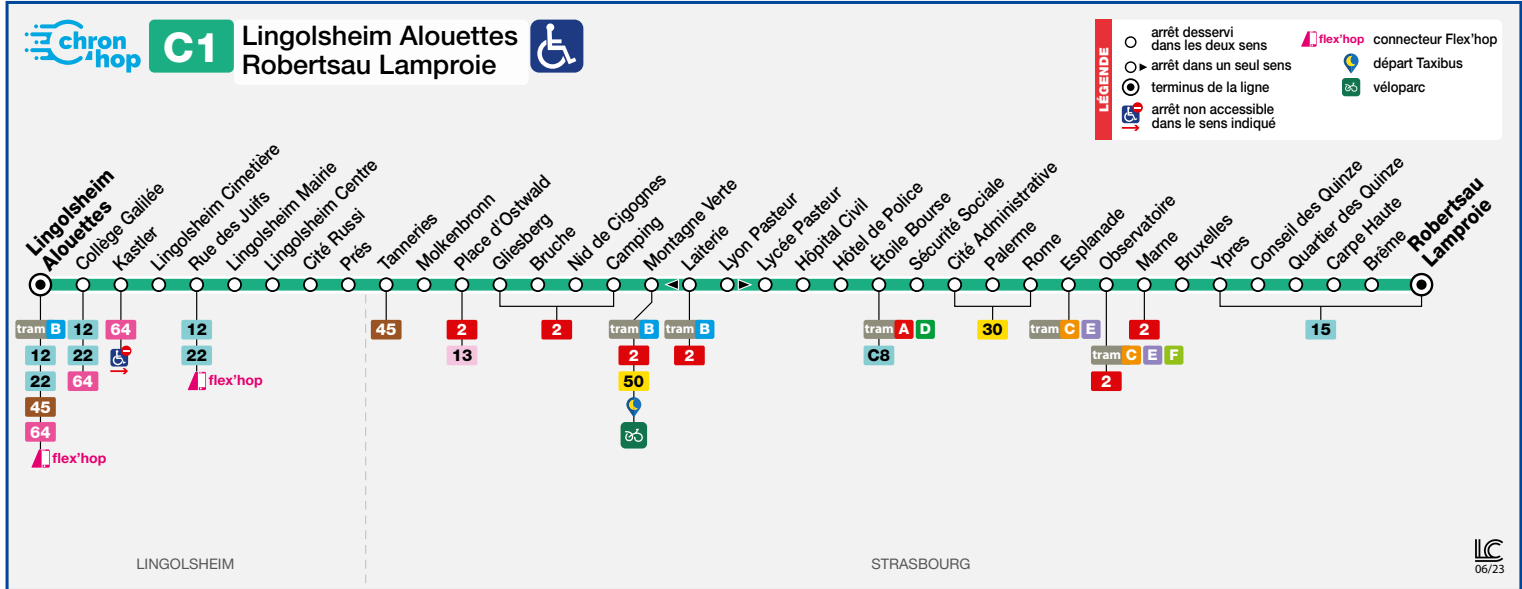 chron
hop
C1
Lingolsheim Alouettes
Robertsau Lamproie
LÉGENDE
arrêt desservi
dans les deux sens
arrêt dans un seul sens
terminus de la ligne
arrêt non accessible
dans le sens indiqué
flex'hop connecteur Flex'hop
départ Taxibus
véloparc
Lingolsheim
Alouettes
Collège Galilée
Kastler
Lingolsheim Cimetière
Rue des Juifs
Lingolsheim Mairie
Lingolsheim Centre
Cité Russi
Prés
Tanneries
Molkenbronn
Place d'Ostwald
Gliesberg
Bruche
Nid de Cigognes
Camping
Montagne Verte
Laiterie
Lyon Pasteur
Lycée Pasteur
Hôpital Civil
Hôtel de Police
Étoile Bourse
Sécurité Sociale
Cité Administrative
Palerme
Rome
Esplanade
Observatoire
Marne
Bruxelles
Ypres
Conseil des Quinze
Quartier des Quinze
Carpe Haute
Brême
Robertsau
Lamproie
tram B
12
22
45
64
flex'hop
12
22
64
64
12
22
flex'hop
45
2
13
2
tram B
2
50
tram B
2
tram A D
C8
30
tram C E
tram C E F
2
2
15
LINGOLSHEIM
STRASBOURG
LC
06/23